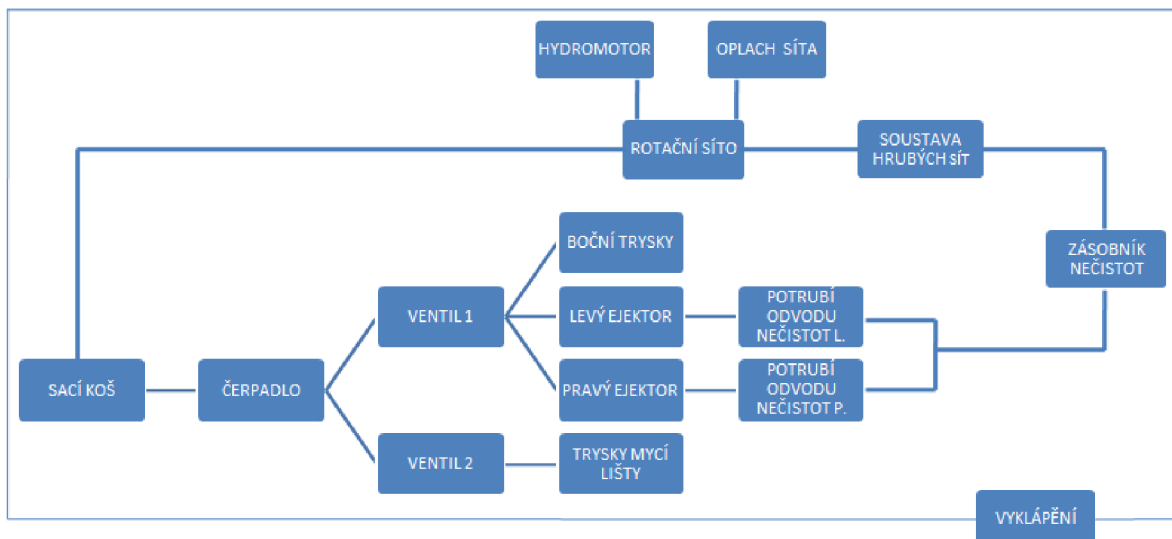 HYDROMOTOR
OPLACH SÍTA
ROTAČNÍ SÍTO
SOUSTAVA
HRUBÝCH SÍT
BOČNÍ TRYSKY
ZÁSOBNÍK
NEČISTOT
VENTIL 1
LEVÝ EJEKTOR
POTRUBÍ
ODVODU
NEČISTOT L.
SACÍ KOŠ
ČERPADLO
PRAVÝ EJEKTOR
POTRUBÍ
ODVODU
NEČISTOT P.
VENTIL 2
TRYSKY MYCÍ
LIŠTY
VYKLÁPĚNÍ